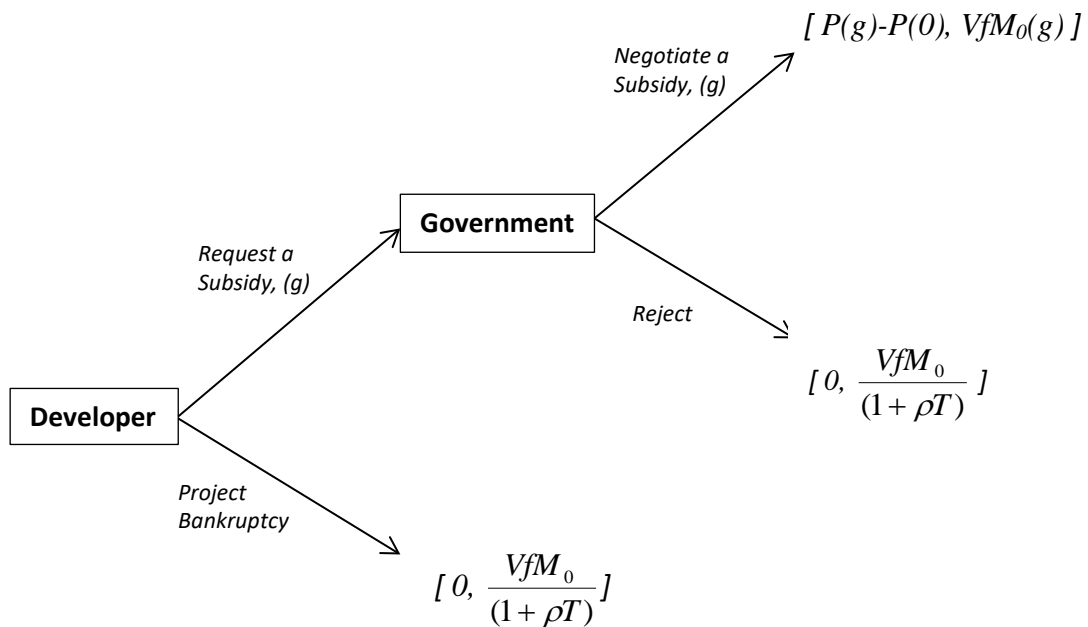 [ P(g)-P(0), VfM₀(g) ]
Negotiate a
Subsidy, (g)
Government
Request a
Subsidy, (g)
Reject
[ 0, VfM₀ / (1 + ρT) ]
Developer
Project
Bankruptcy
[ 0, VfM₀ / (1 + ρT) ]